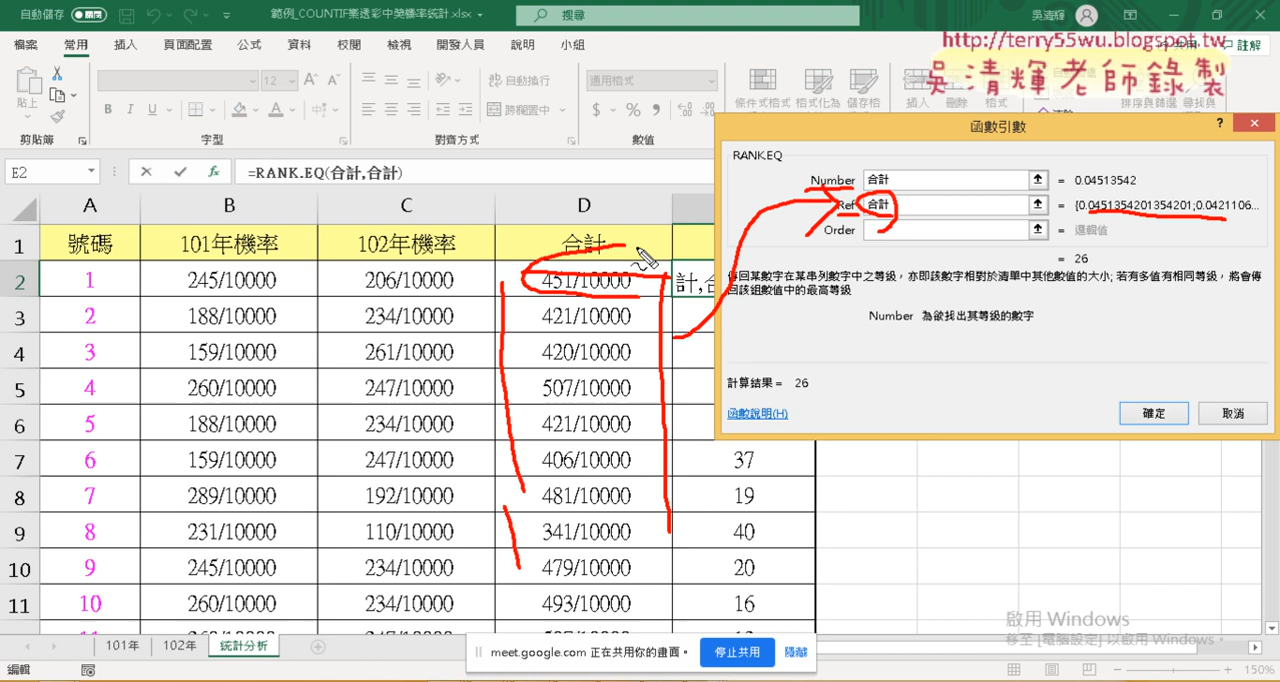 自動儲存 關閉 範例_COUNTIF樂透彩中獎機率統計.xlsx 搜尋 吳清輝
檔案 常用 插入 頁面配置 公式 資料 校閱 檢視 開發人員 說明 小組 共用 註解
http://terry55wu.blogspot.tw
吳清輝老師錄製
貼上 12 自動換行 通用格式
B I U 跨欄置中 $ % 條件式格式 格式化為 儲存格 插入 刪除 格式 排序與篩選 尋找與
剪貼簿 字型 對齊方式 數值
E2 =RANK.EQ(合計,合計)
A B C D
1 號碼 101年機率 102年機率 合計
2 1 245/10000 206/10000 451/10000 計,合
3 2 188/10000 234/10000 421/10000
4 3 159/10000 261/10000 420/10000
5 4 260/10000 247/10000 507/10000
6 5 188/10000 234/10000 421/10000
7 6 159/10000 247/10000 406/10000 37
8 7 289/10000 192/10000 481/10000 19
9 8 231/10000 110/10000 341/10000 40
10 9 245/10000 234/10000 479/10000 20
11 10 260/10000 234/10000 493/10000 16
函數引數 ?
RANK.EQ
Number 合計 = 0.04513542
Ref 合計 = {0.0451354201354201;0.0421106...
Order = 邏輯值
= 26
傳回某數字在某串列數字中之等級，亦即該數字相對於清單中其他數值的大小; 若有多值有相同等級，將會傳
回該組數值中的最高等級
Number 為欲找出其等級的數字
計算結果 = 26
函數說明(H) 確定 取消
啟用 Windows
移至 [電腦設定] 以啟用 Windows。
101年 102年 統計分析
meet.google.com 正在共用你的畫面。 停止共用 隱藏
編輯 150%